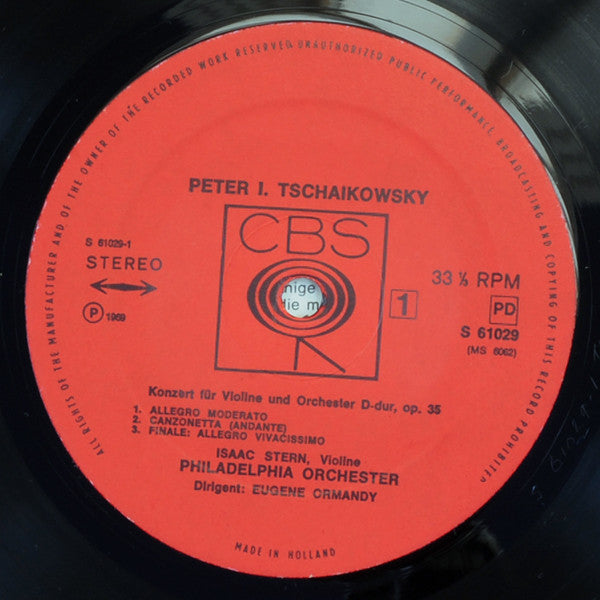 ALL RIGHTS OF THE MANUFACTURER AND OF THE OWNER OF THE RECORDED WORK RESERVED. UNAUTHORIZED PUBLIC PERFORMANCE, BROADCASTING AND COPYING OF THIS RECORD PROHIBITED
PETER I. TSCHAIKOWSKY
CBS
S 61029-1
STEREO
℗ 1969
33⅓ RPM
1
PD
S 61029
(MS 6062)
nige
die m
Konzert für Violine und Orchester D-dur, op. 35
1. ALLEGRO MODERATO
2. CANZONETTA (ANDANTE)
3. FINALE: ALLEGRO VIVACISSIMO
ISAAC STERN, Violine
PHILADELPHIA ORCHESTER
Dirigent: EUGENE ORMANDY
MADE IN HOLLAND